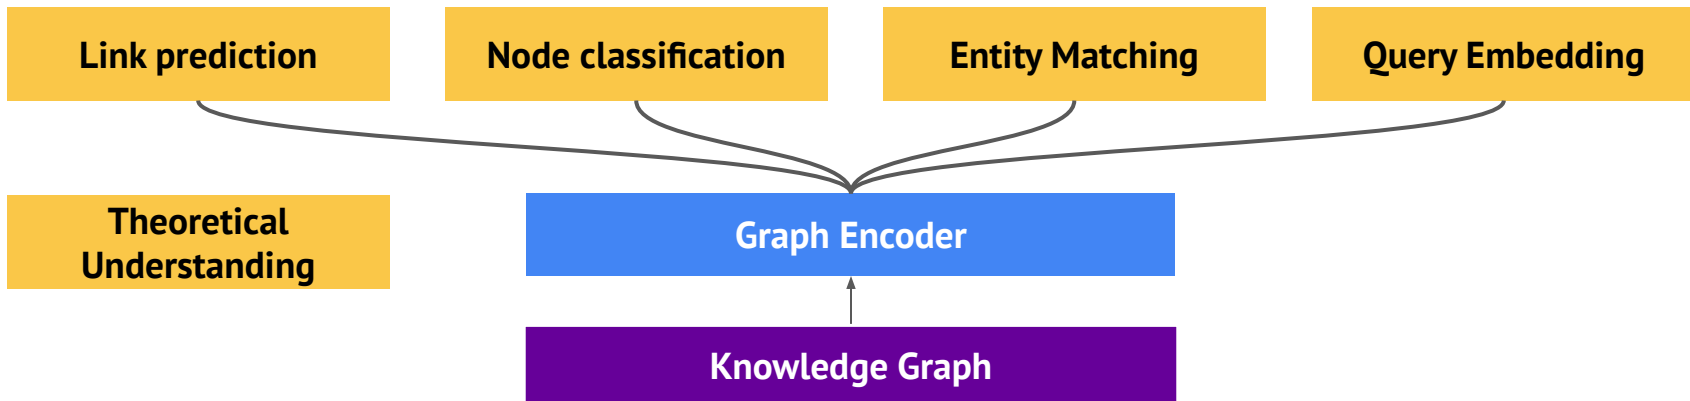 Link prediction
Node classification
Entity Matching
Query Embedding
Theoretical
Understanding
Graph Encoder
Knowledge Graph